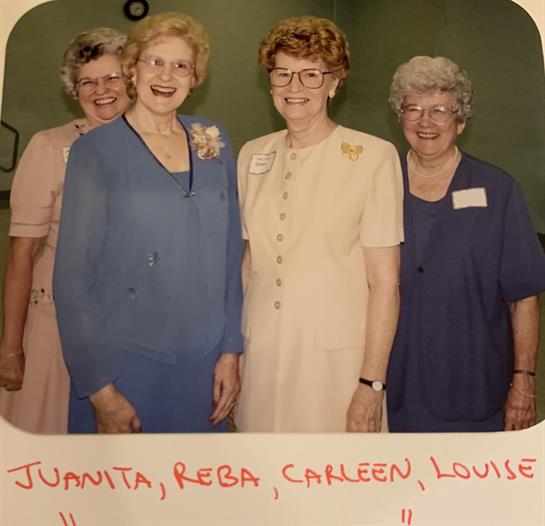 JUANITA, REBA, CARLEEN, LOUISE
" "